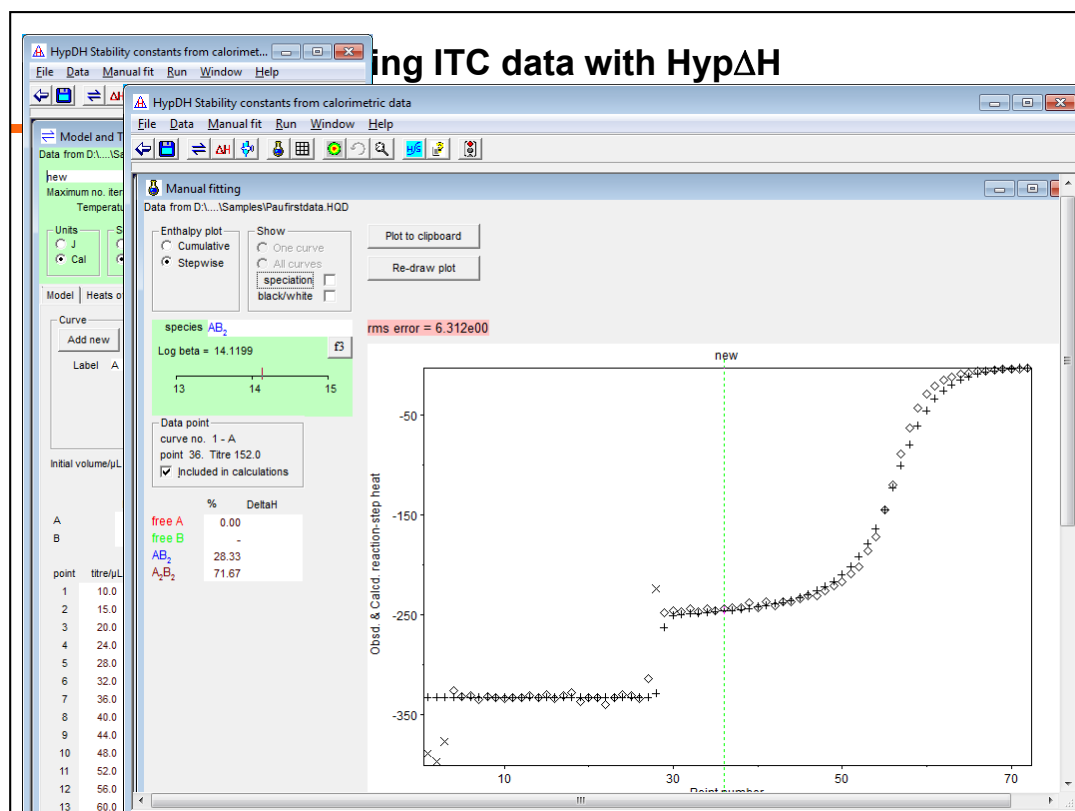 ing ITC data with HypΔH
HypDH Stability constants from calorimet...
File Data Manual fit Run Window Help
ΔH
Model and T
Data from D:\....\Sa
new
Maximum no. iter
Temperatu
Units
J
Cal
Model Heats o
Curve
Add new
Label A
Initial volume/µL
A
B
point titre/µL
1 10.0
2 15.0
3 20.0
4 24.0
5 28.0
6 32.0
7 36.0
8 40.0
9 44.0
10 48.0
11 52.0
12 56.0
13 60.0
HypDH Stability constants from calorimetric data
File Data Manual fit Run Window Help
ΔH
Manual fitting
Data from D:\....\Samples\Paufirstdata.HQD
Enthalpy plot
Cumulative
Stepwise
Show
One curve
All curves
speciation
black/white
Plot to clipboard
Re-draw plot
species AB₂
Log beta = 14.1199
f3
13 14 15
rms error = 6.312e00
Data point
curve no. 1 - A
point 36. Titre 152.0
Included in calculations
% DeltaH
free A 0.00
free B -
AB₂ 28.33
A₂B₂ 71.67
new
Obsd. & Calcd. reaction-step heat
-50
-150
-250
-350
10 30 50 70
Point number